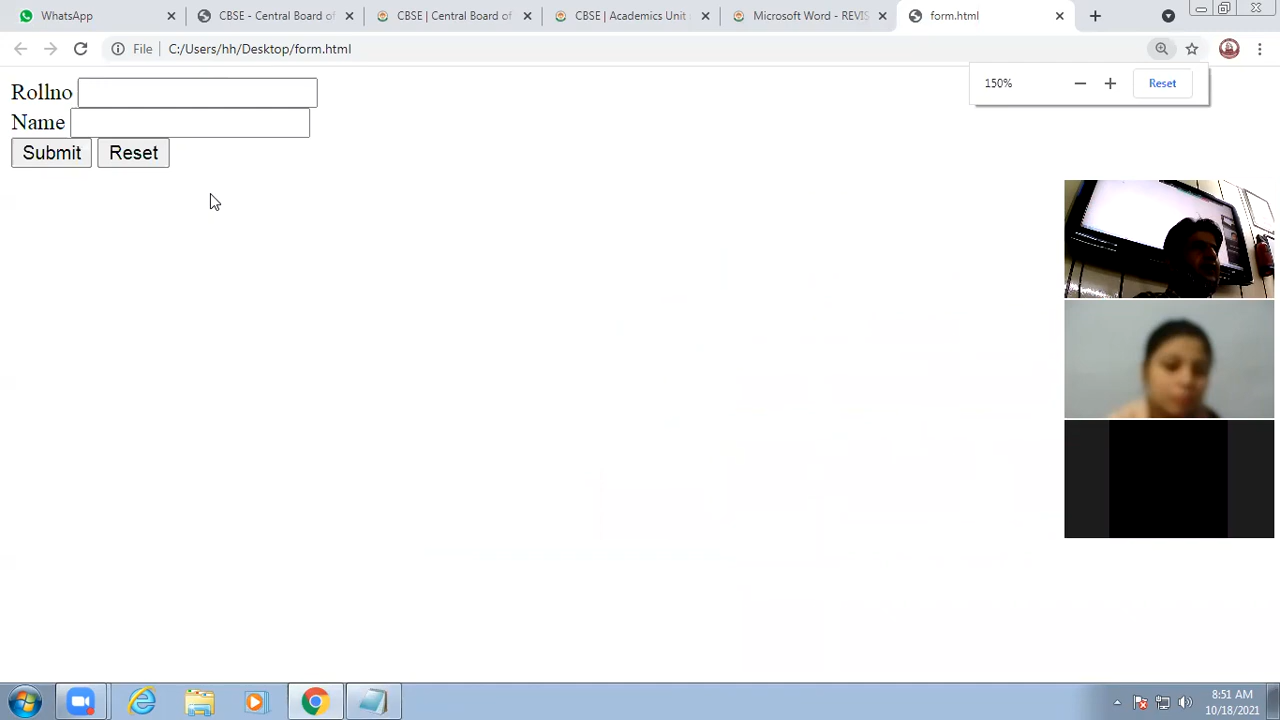 WhatsApp
CBSE - Central Board of
CBSE | Central Board of
CBSE | Academics Unit
Microsoft Word - REVIS
form.html
File C:/Users/hh/Desktop/form.html
150% Reset
Rollno
Name
Submit Reset
8:51 AM
10/18/2021